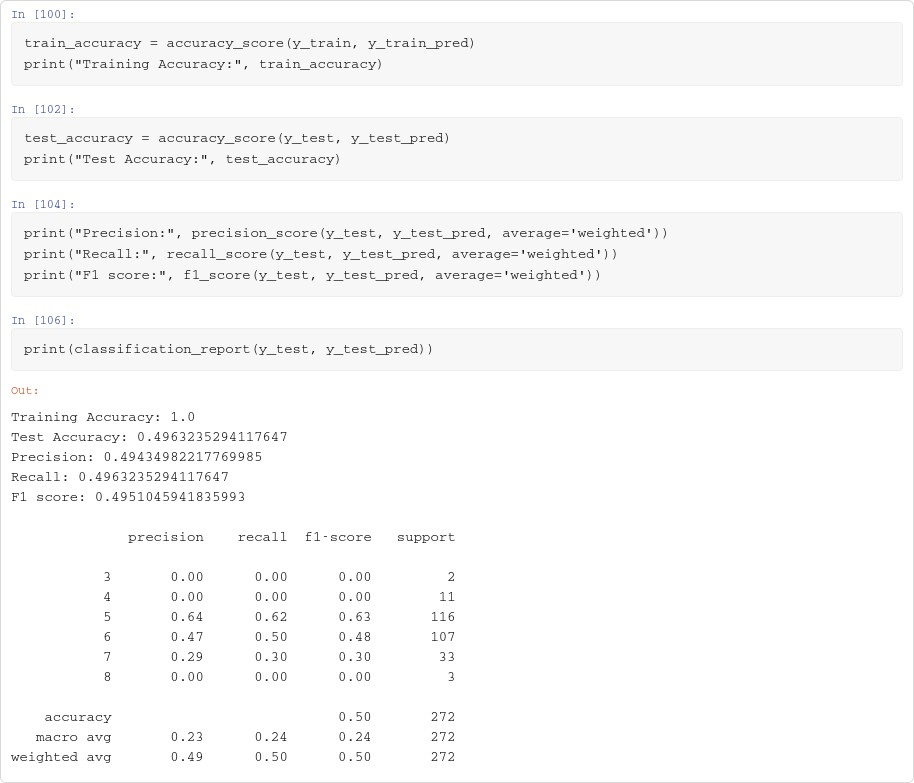 In [100]:
train_accuracy = accuracy_score(y_train, y_train_pred)
print("Training Accuracy:", train_accuracy)
In [102]:
test_accuracy = accuracy_score(y_test, y_test_pred)
print("Test Accuracy:", test_accuracy)
In [104]:
print("Precision:", precision_score(y_test, y_test_pred, average='weighted'))
print("Recall:", recall_score(y_test, y_test_pred, average='weighted'))
print("F1 score:", f1_score(y_test, y_test_pred, average='weighted'))
In [106]:
print(classification_report(y_test, y_test_pred))
Out:
Training Accuracy: 1.0
Test Accuracy: 0.4963235294117647
Precision: 0.49434982217769985
Recall: 0.4963235294117647
F1 score: 0.4951045941835993
precision    recall  f1-score   support
3       0.00      0.00      0.00         2
4       0.00      0.00      0.00        11
5       0.64      0.62      0.63       116
6       0.47      0.50      0.48       107
7       0.29      0.30      0.30        33
8       0.00      0.00      0.00         3
accuracy                           0.50       272
macro avg       0.23      0.24      0.24       272
weighted avg       0.49      0.50      0.50       272